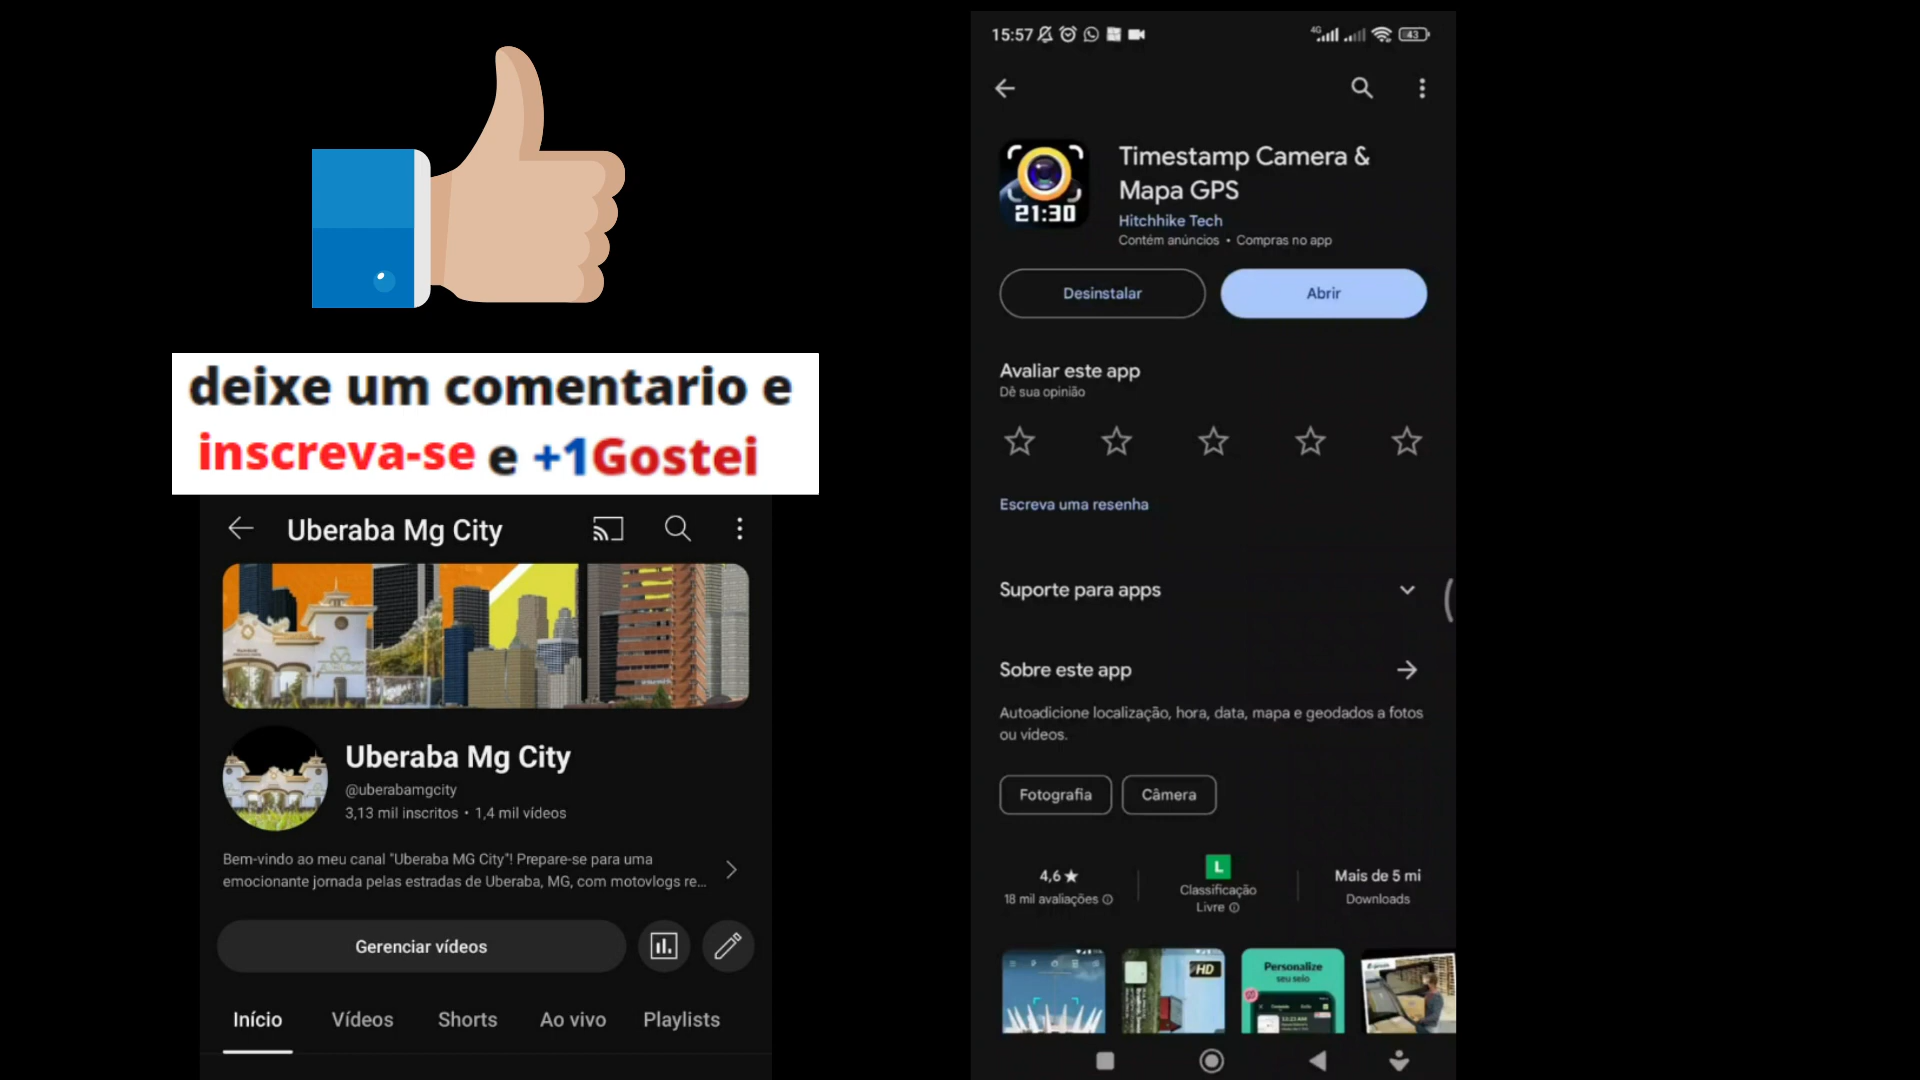 deixe um comentario e
inscreva-se e +1Gostei
Uberaba Mg City
Uberaba Mg City
@uberabamgcity
3,13 mil inscritos • 1,4 mil vídeos
Bem-vindo ao meu canal "Uberaba MG City"! Prepare-se para uma
emocionante jornada pelas estradas de Uberaba, MG, com motovlogs re...
Gerenciar vídeos
Início Vídeos Shorts Ao vivo Playlists
15:57 4G 43
21:30
Timestamp Camera &
Mapa GPS
Hitchhike Tech
Contém anúncios • Compras no app
Desinstalar Abrir
Avaliar este app
Dê sua opinião
Escreva uma resenha
Suporte para apps
Sobre este app
Autoadicione localização, hora, data, mapa e geodados a fotos
ou vídeos.
Fotografia Câmera
4,6 ★
18 mil avaliações
L
Classificação
Livre
Mais de 5 mi
Downloads
HD
Personalize
seu selo